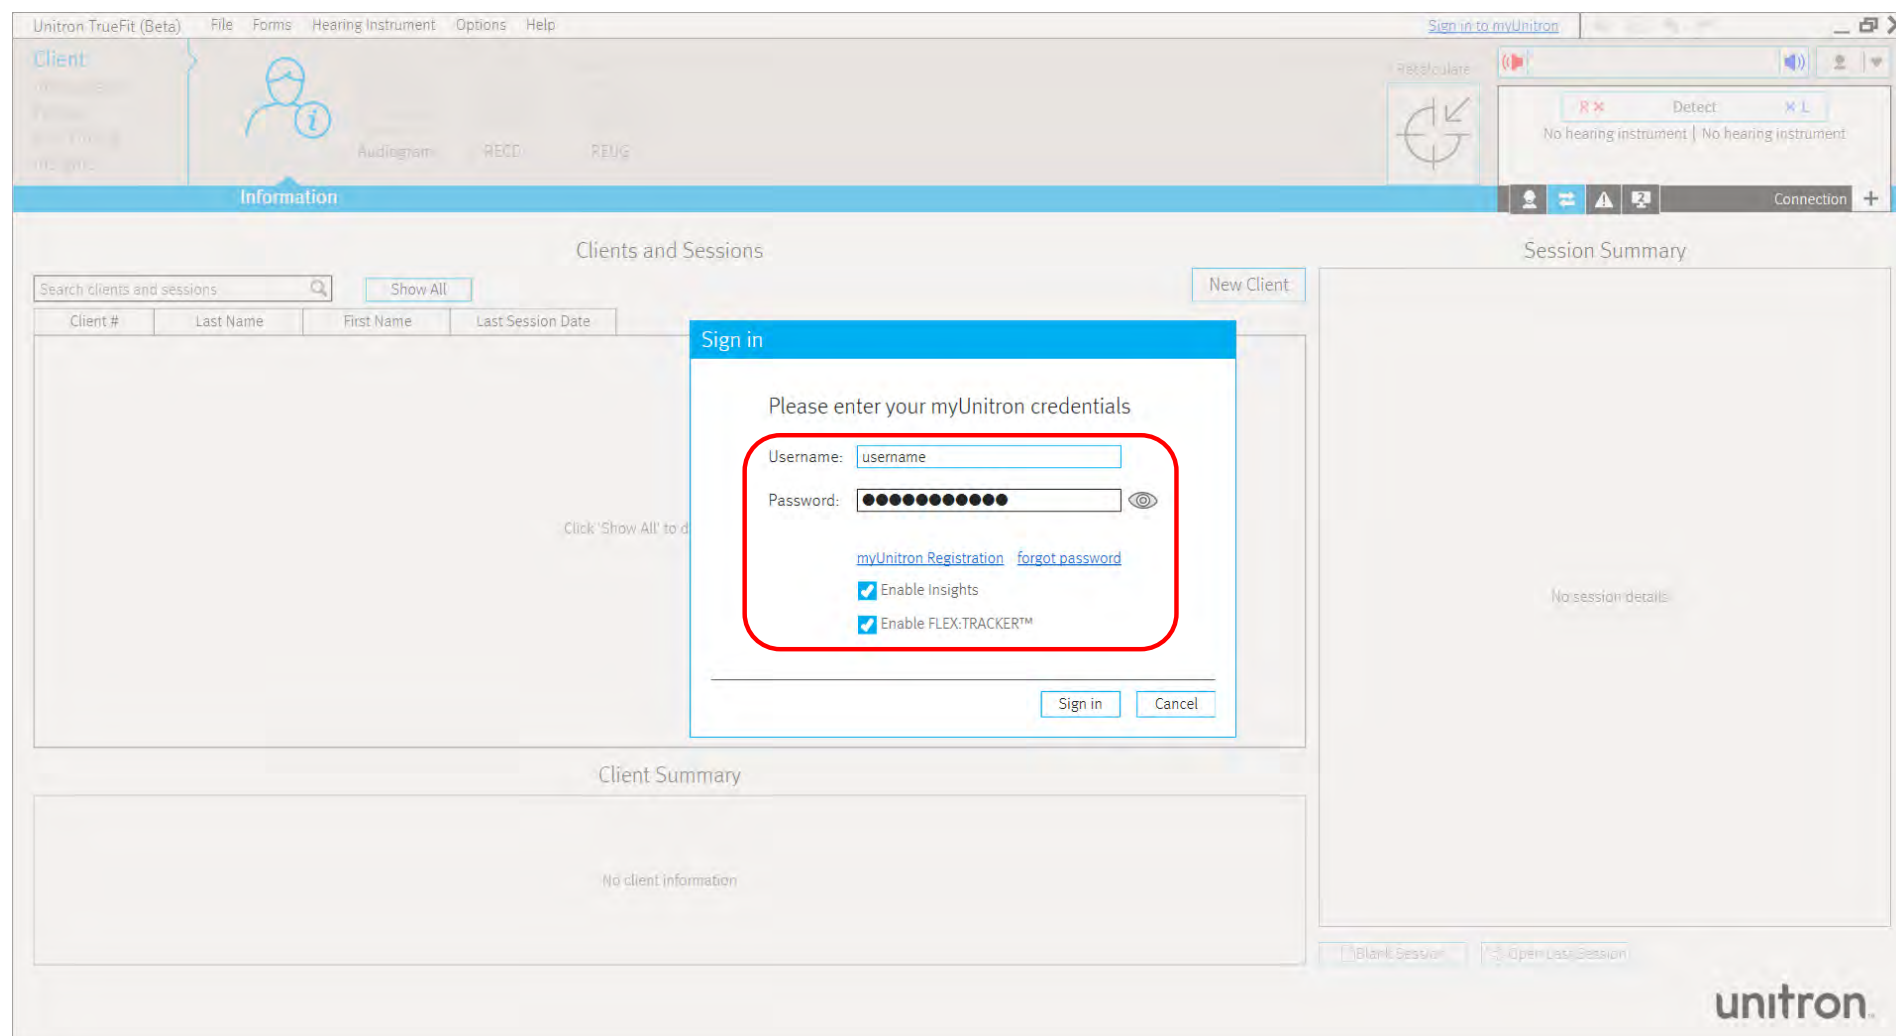 Unitron TrueFit (Beta) File Forms Hearing Instrument Options Help Sign in to myUnitron
Client
Recalculate
R Detect L
No hearing instrument | No hearing instrument
Audiogram RECD REUG
Information
Connection
Clients and Sessions
Session Summary
Search clients and sessions
Show All
New Client
Client # Last Name First Name Last Session Date
Sign in
Please enter your myUnitron credentials
Username: username
Password:
Click 'Show All' to d
myUnitron Registration forgot password
Enable Insights
Enable FLEX:TRACKER™
No session details
Sign in Cancel
Client Summary
No client information
Blank Session Open Last Session
unitron